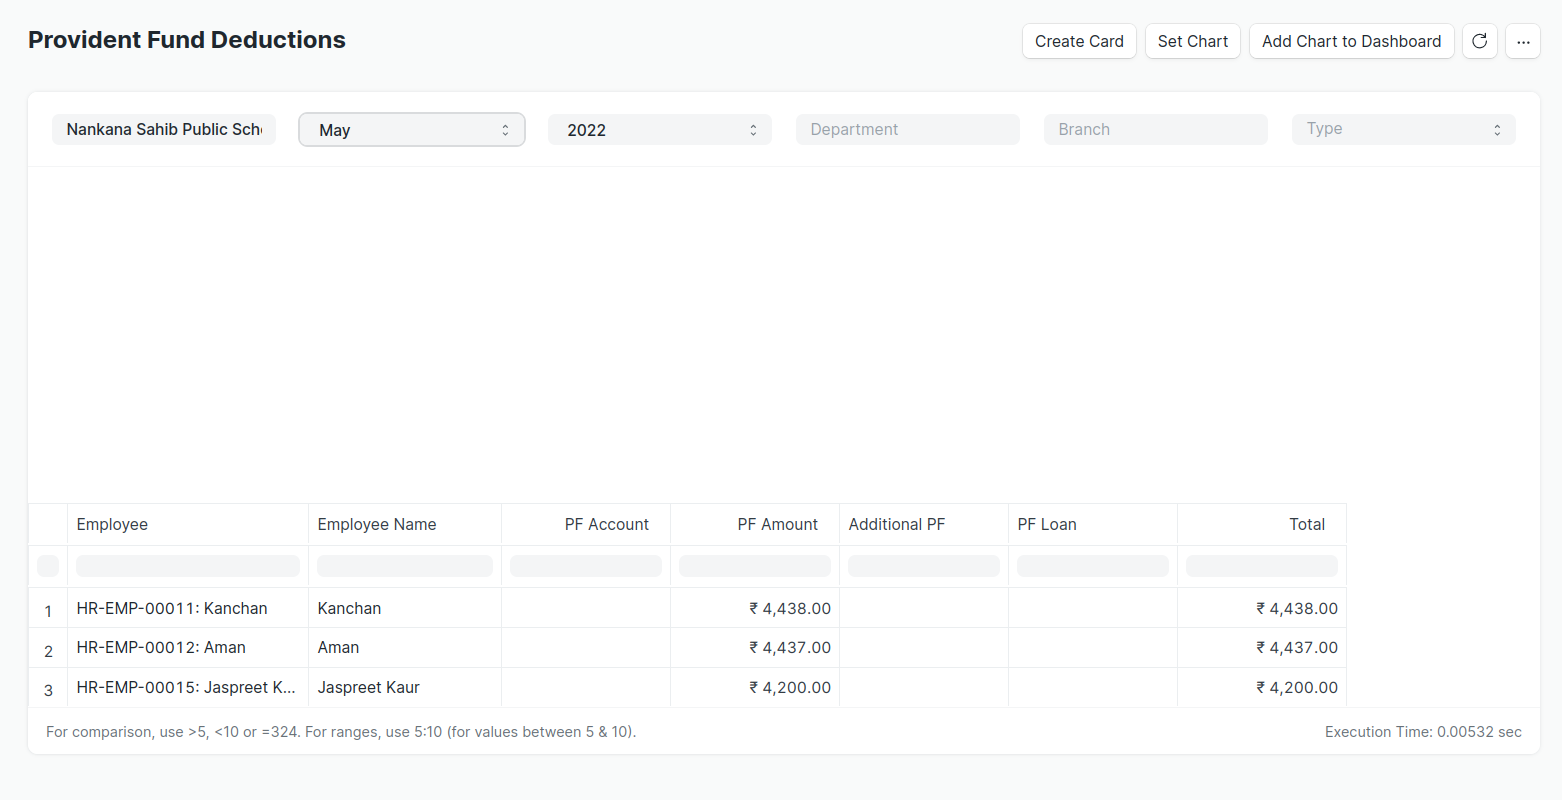 Provident Fund Deductions
Create Card Set Chart Add Chart to Dashboard ...
Nankana Sahib Public May 2022 Department Branch Type
Employee Employee Name PF Account PF Amount Additional PF PF Loan Total
1 HR-EMP-00011: Kanchan Kanchan ₹ 4,438.00 ₹ 4,438.00
2 HR-EMP-00012: Aman Aman ₹ 4,437.00 ₹ 4,437.00
3 HR-EMP-00015: Jaspreet K... Jaspreet Kaur ₹ 4,200.00 ₹ 4,200.00
For comparison, use >5, <10 or =324. For ranges, use 5:10 (for values between 5 & 10). Execution Time: 0.00532 sec